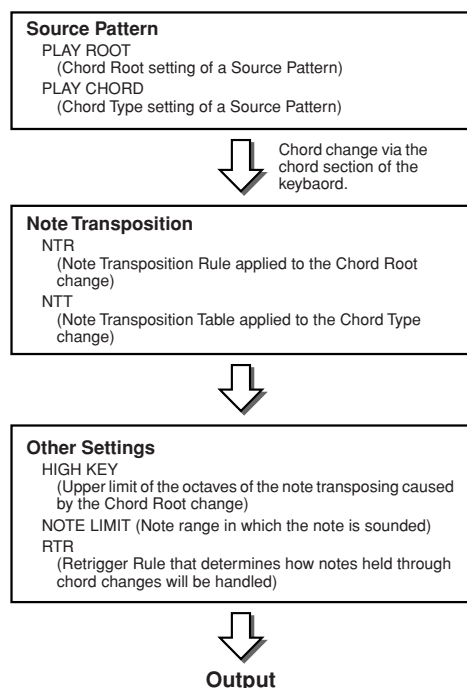 Source Pattern
PLAY ROOT
(Chord Root setting of a Source Pattern)
PLAY CHORD
(Chord Type setting of a Source Pattern)
Chord change via the
chord section of the
keybaord.
Note Transposition
NTR
(Note Transposition Rule applied to the Chord Root
change)
NTT
(Note Transposition Table applied to the Chord Type
change)
Other Settings
HIGH KEY
(Upper limit of the octaves of the note transposing caused
by the Chord Root change)
NOTE LIMIT (Note range in which the note is sounded)
RTR
(Retrigger Rule that determines how notes held through
chord changes will be handled)
Output